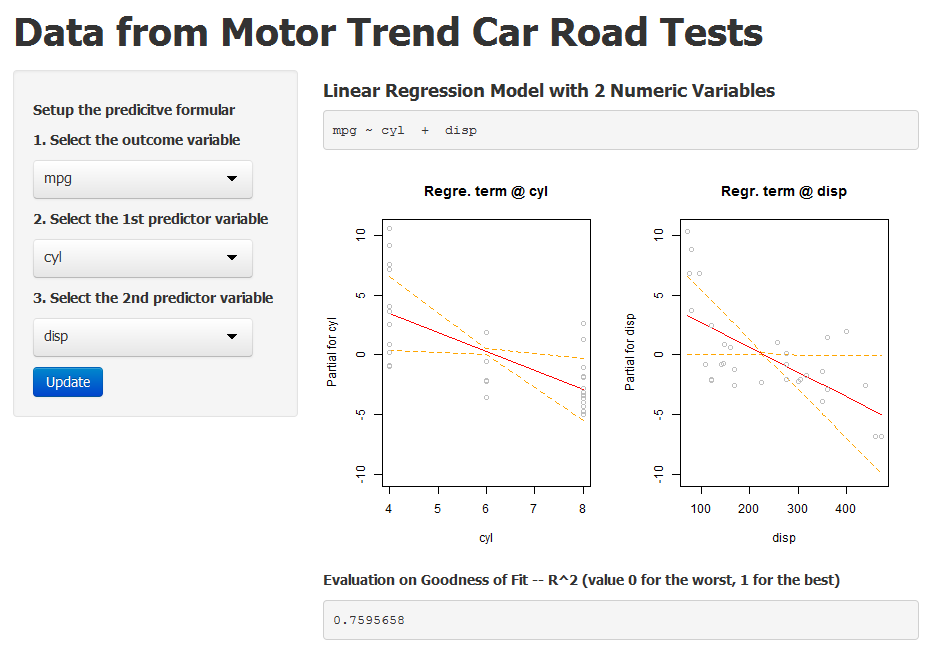 Data from Motor Trend Car Road Tests
Setup the predicitve formular
1. Select the outcome variable
mpg
2. Select the 1st predictor variable
cyl
3. Select the 2nd predictor variable
disp
Update
Linear Regression Model with 2 Numeric Variables
mpg ~ cyl  +  disp
Regre. term @ cyl
Partial for cyl
10
5
0
-5
-10
4 5 6 7 8
cyl
Regr. term @ disp
Partial for disp
10
5
0
-5
-10
100 200 300 400
disp
Evaluation on Goodness of Fit -- R^2 (value 0 for the worst, 1 for the best)
0.7595658